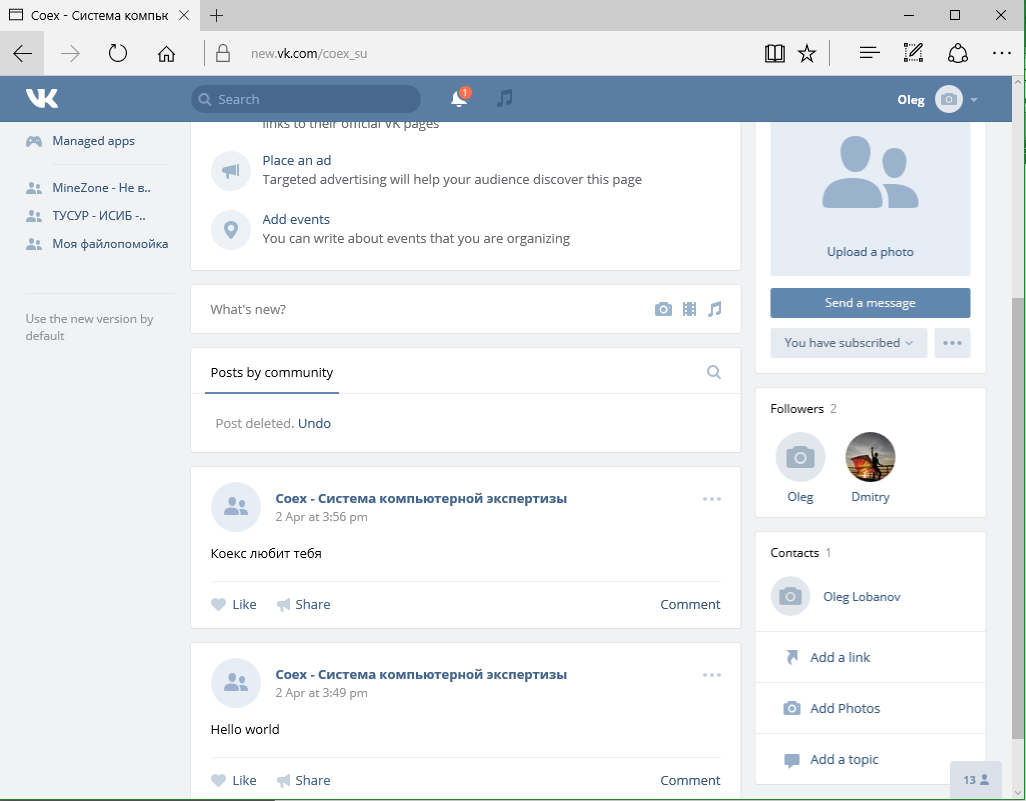 Coex - Система компьк
new.vk.com/coex_su
Search
1
Oleg
Managed apps
MineZone - Не в..
ТУСУР - ИСИБ -..
Моя файлопомойка
Use the new version by
default
links to their official VK pages
Place an ad
Targeted advertising will help your audience discover this page
Add events
You can write about events that you are organizing
What's new?
Posts by community
Post deleted. Undo
Coex - Система компьютерной экспертизы
2 Apr at 3:56 pm
Коекс любит тебя
Like Share Comment
Coex - Система компьютерной экспертизы
2 Apr at 3:49 pm
Hello world
Like Share Comment
Upload a photo
Send a message
You have subscribed
Followers 2
Oleg Dmitry
Contacts 1
Oleg Lobanov
Add a link
Add Photos
Add a topic
13